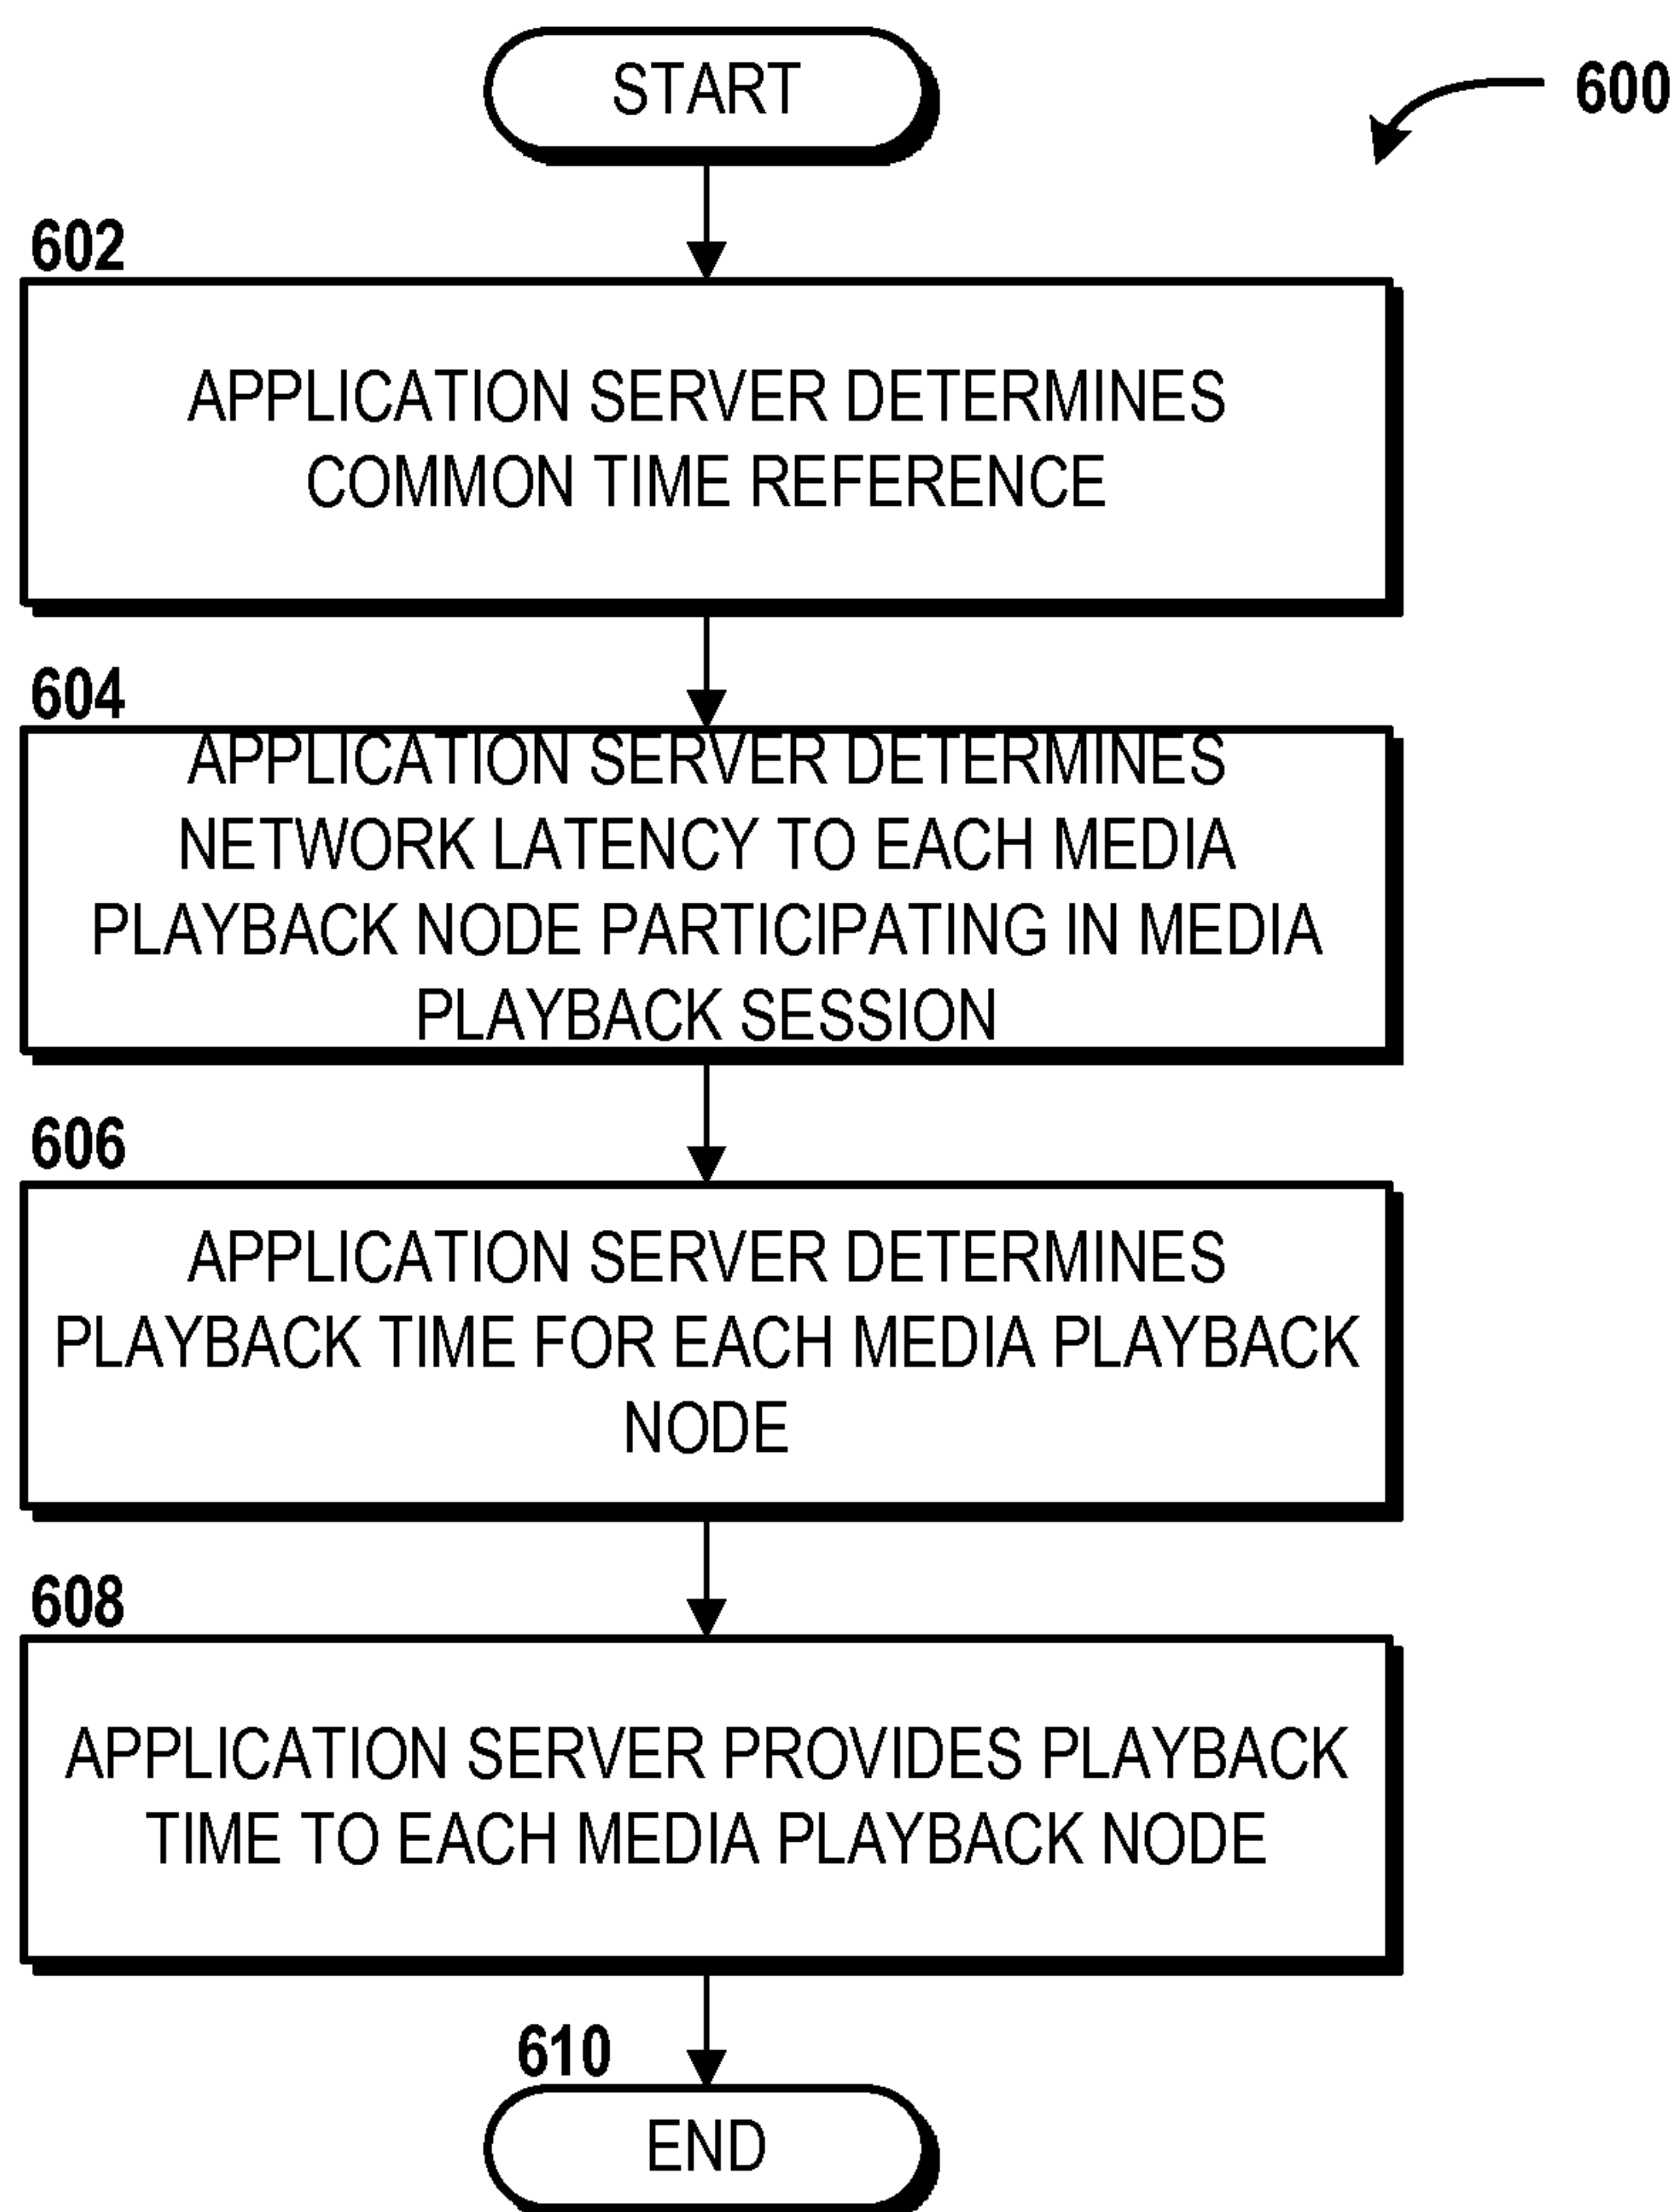 START
600
602
APPLICATION SERVER DETERMINES
COMMON TIME REFERENCE
604
APPLICATION SERVER DETERMINES
NETWORK LATENCY TO EACH MEDIA
PLAYBACK NODE PARTICIPATING IN MEDIA
PLAYBACK SESSION
606
APPLICATION SERVER DETERMINES
PLAYBACK TIME FOR EACH MEDIA PLAYBACK
NODE
608
APPLICATION SERVER PROVIDES PLAYBACK
TIME TO EACH MEDIA PLAYBACK NODE
610
END